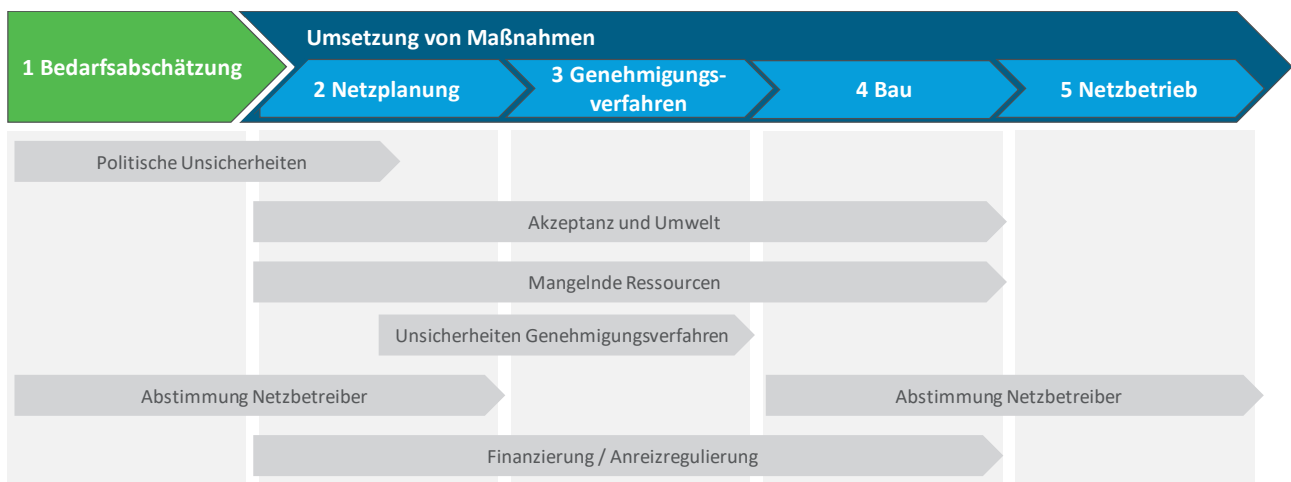 1 Bedarfsabschätzung
Umsetzung von Maßnahmen
2 Netzplanung
3 Genehmigungs-
verfahren
4 Bau
5 Netzbetrieb
Politische Unsicherheiten
Akzeptanz und Umwelt
Mangelnde Ressourcen
Unsicherheiten Genehmigungsverfahren
Abstimmung Netzbetreiber
Abstimmung Netzbetreiber
Finanzierung / Anreizregulierung